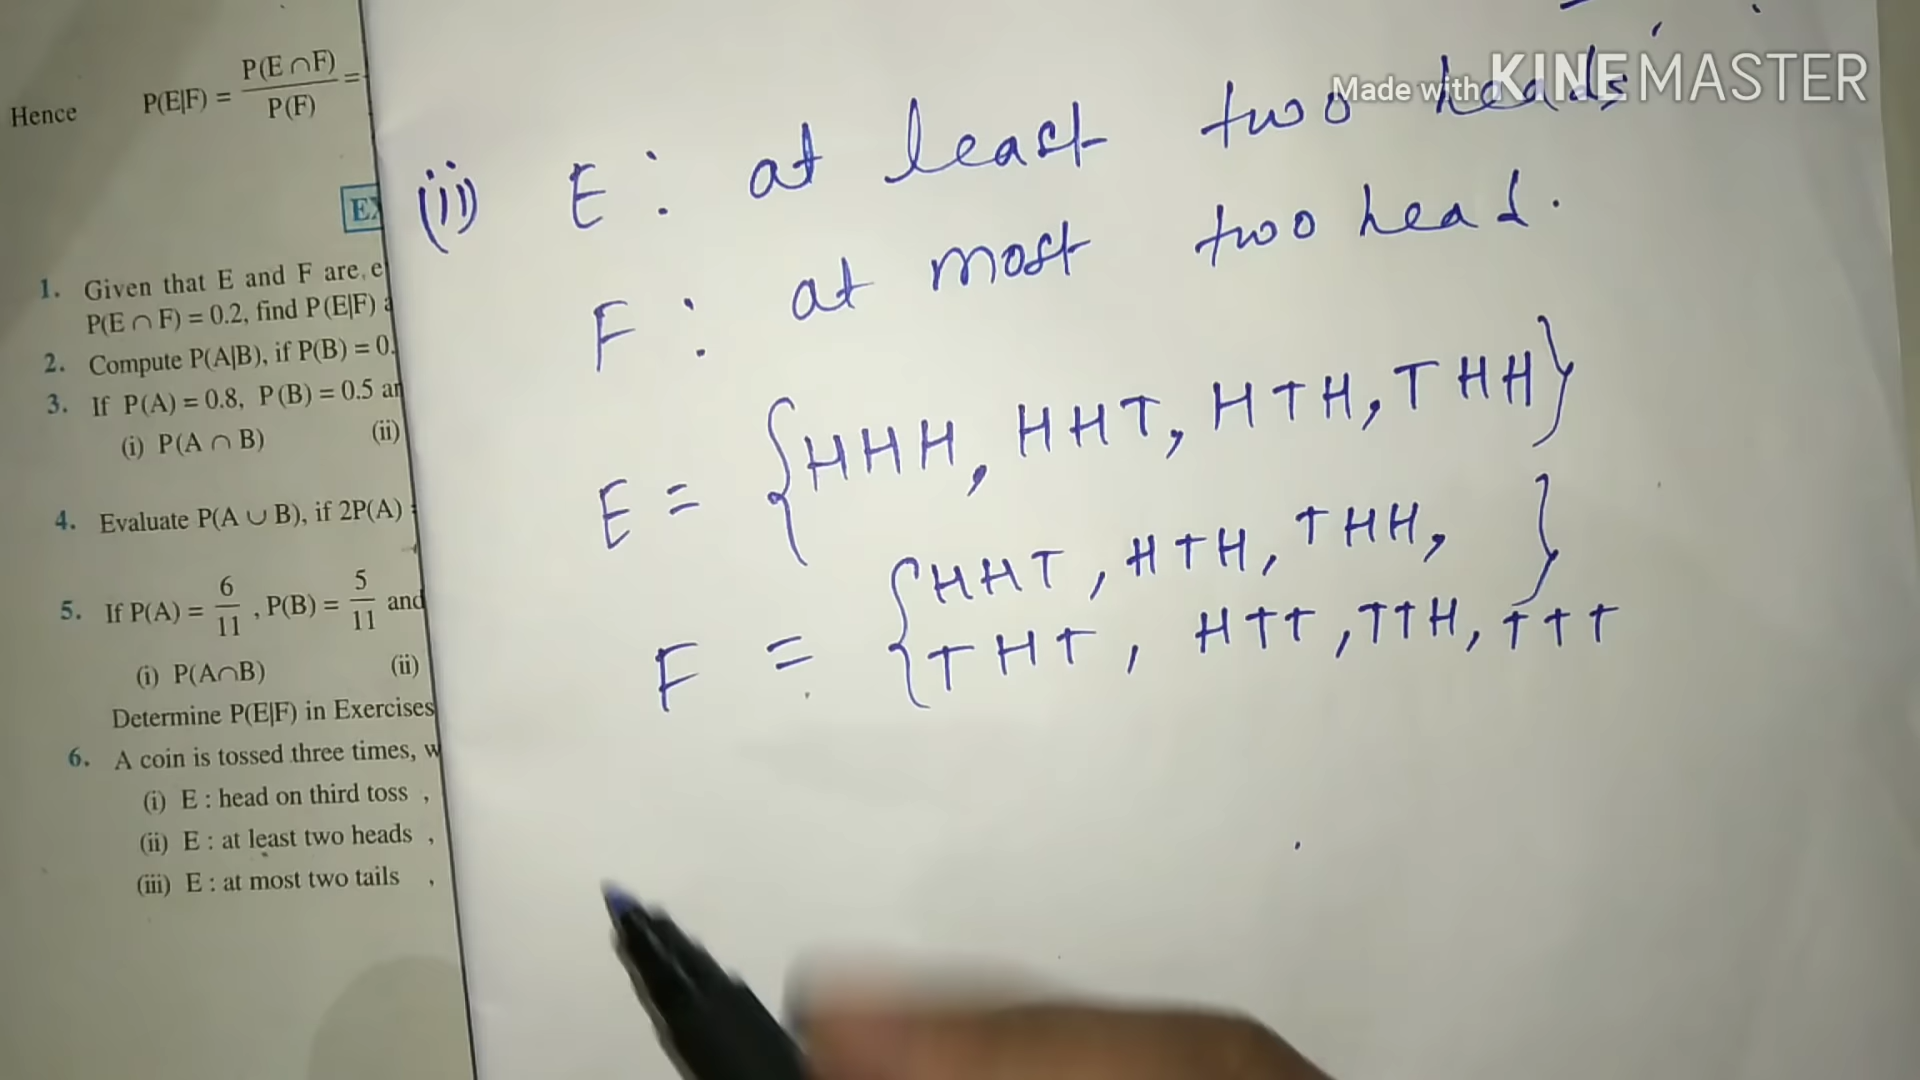 Made with KINEMASTER
Hence P(E|F) = P(E ∩ F) / P(F) =
1. Given that E and F are e
P(E ∩ F) = 0.2, find P(E|F)
2. Compute P(A|B), if P(B) = 0.
3. If P(A) = 0.8, P(B) = 0.5 an
(i) P(A ∩ B) (ii)
4. Evaluate P(A ∪ B), if 2P(A)
5. If P(A) = 6/11 , P(B) = 5/11 and
(i) P(A∩B) (ii)
Determine P(E|F) in Exercises
6. A coin is tossed three times, w
(i) E : head on third toss ,
(ii) E : at least two heads ,
(iii) E : at most two tails ,
(ii) E : at least two heads
F : at most two head.
E = {HHH, HHT, HTH, THH}
F = {HHT, HTH, THH, }
THT, HTT, TTH, TTT